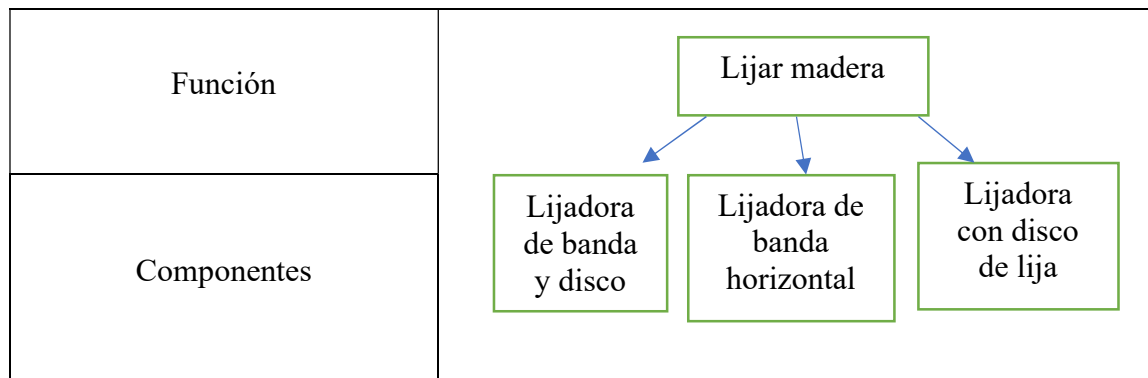 Función
Lijar madera
Componentes
Lijadora
de banda
y disco
Lijadora de
banda
horizontal
Lijadora
con disco
de lija